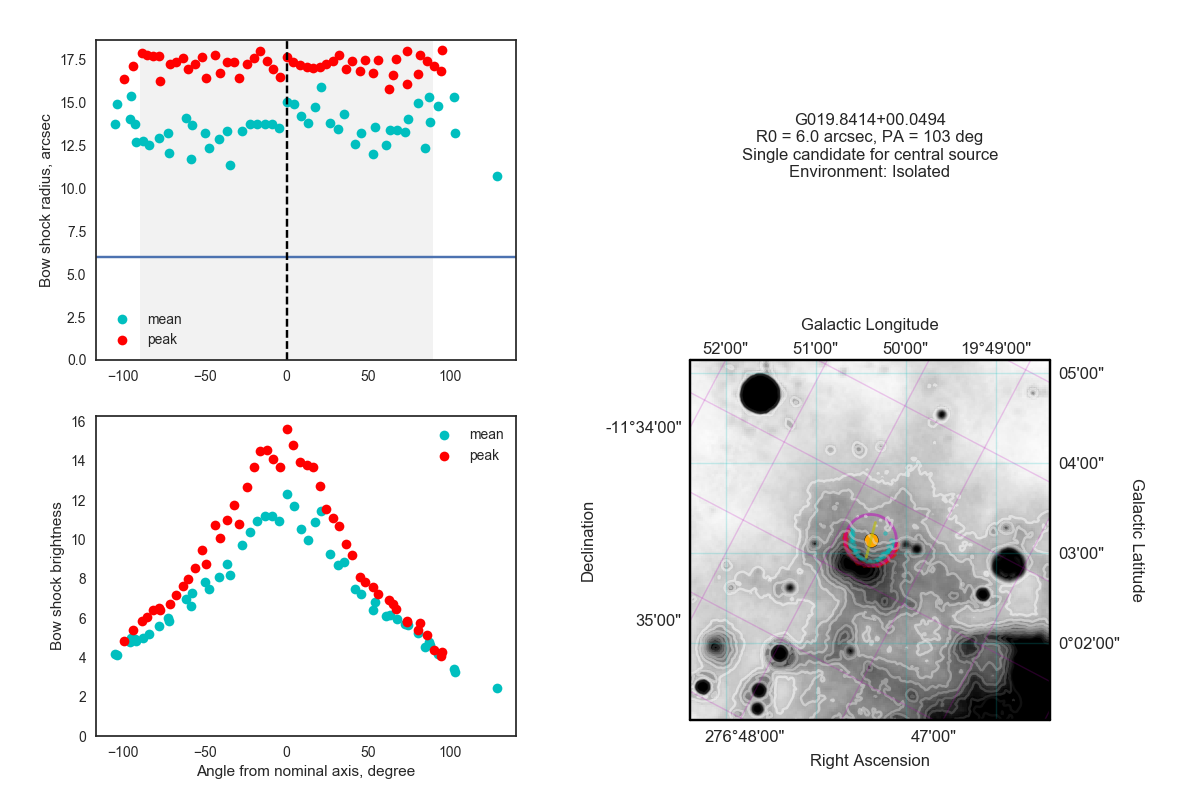 17.5
15.0
12.5
10.0
7.5
5.0
2.5
0.0
Bow shock radius, arcsec
mean
peak
−100
−50
0
50
100
16
14
12
10
8
6
4
2
0
Bow shock brightness
mean
peak
−100
−50
0
50
100
Angle from nominal axis, degree
G019.8414+00.0494
R0 = 6.0 arcsec, PA = 103 deg
Single candidate for central source
Environment: Isolated
Galactic Longitude
52'00" 51'00" 50'00" 19°49'00"
05'00"
04'00"
03'00"
0°02'00"
Galactic Latitude
-11°34'00"
35'00"
Declination
276°48'00" 47'00"
Right Ascension